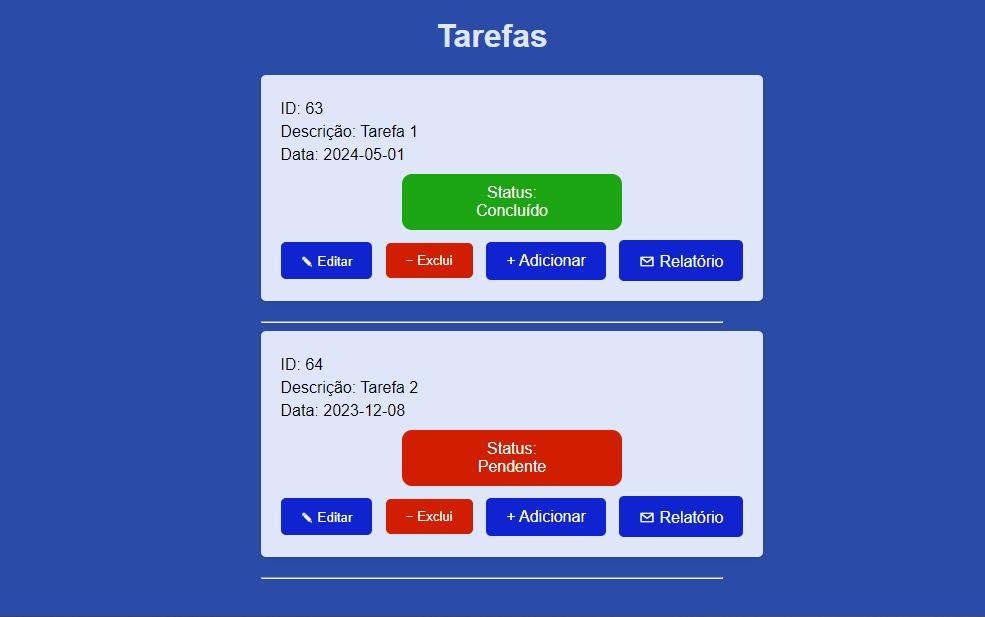 Tarefas
ID: 63
Descrição: Tarefa 1
Data: 2024-05-01
Status:
Concluído
Editar − Exclui + Adicionar Relatório
ID: 64
Descrição: Tarefa 2
Data: 2023-12-08
Status:
Pendente
Editar − Exclui + Adicionar Relatório